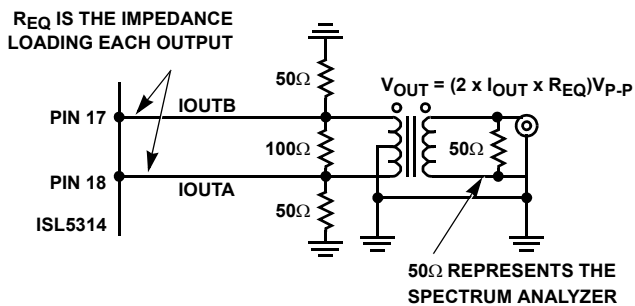 R_EQ IS THE IMPEDANCE
LOADING EACH OUTPUT
50Ω
V_OUT = (2 x I_OUT x R_EQ)V_P-P
PIN 17
IOUTB
100Ω
50Ω
PIN 18
IOUTA
ISL5314
50Ω
50Ω REPRESENTS THE
SPECTRUM ANALYZER